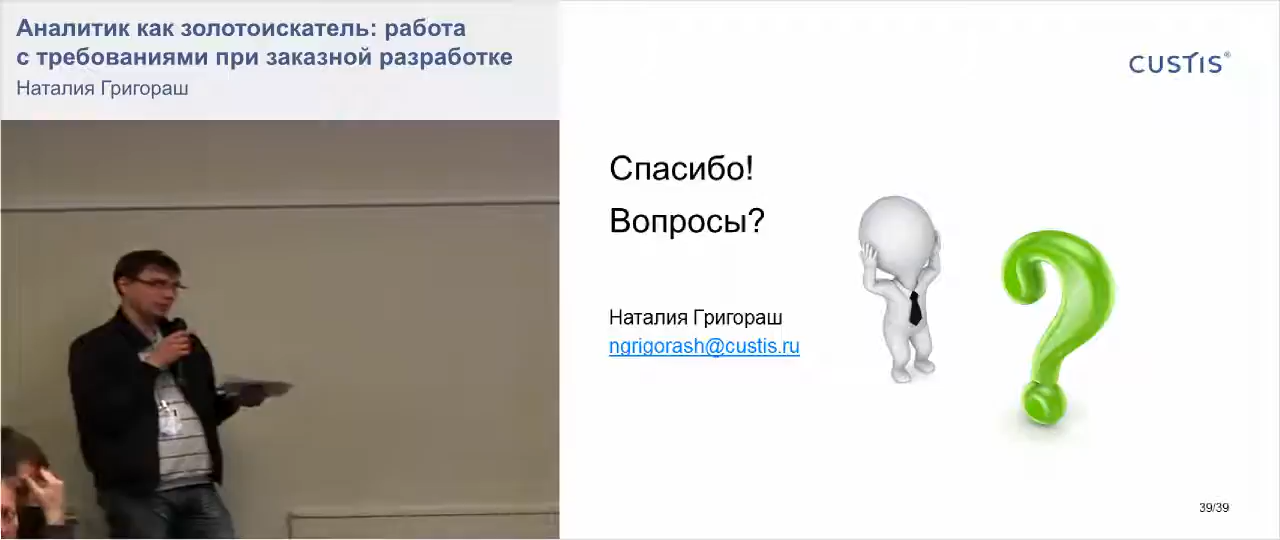 Аналитик как золотоискатель: работа
с требованиями при заказной разработке
Наталия Григораш
CUSTIS®
Спасибо!
Вопросы?
Наталия Григораш
ngrigorash@custis.ru
39/39